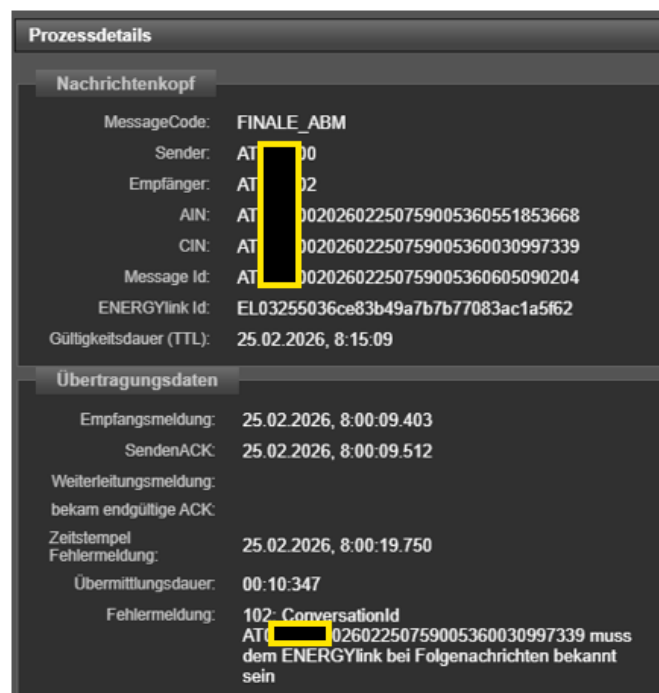 Prozessdetails
Nachrichtenkopf
MessageCode: FINALE_ABM
Sender: AT 00
Empfänger: AT 02
AIN: AT 002026022507590053605518​53668
CIN: AT 00202602250759005360030997339
Message Id: AT 00202602250759005360605090204
ENERGYlink Id: EL03255036ce83b49a7b7b77083ac1a5f62
Gültigkeitsdauer (TTL): 25.02.2026, 8:15:09
Übertragungsdaten
Empfangsmeldung: 25.02.2026, 8:00:09.403
SendenACK: 25.02.2026, 8:00:09.512
Weiterleitungsmeldung:
bekam endgültige ACK:
Zeitstempel
Fehlermeldung: 25.02.2026, 8:00:19.750
Übermittlungsdauer: 00:10:347
Fehlermeldung: 102: ConversationId
AT0 02602250759005360030997339 muss
dem ENERGYlink bei Folgenachrichten bekannt
sein